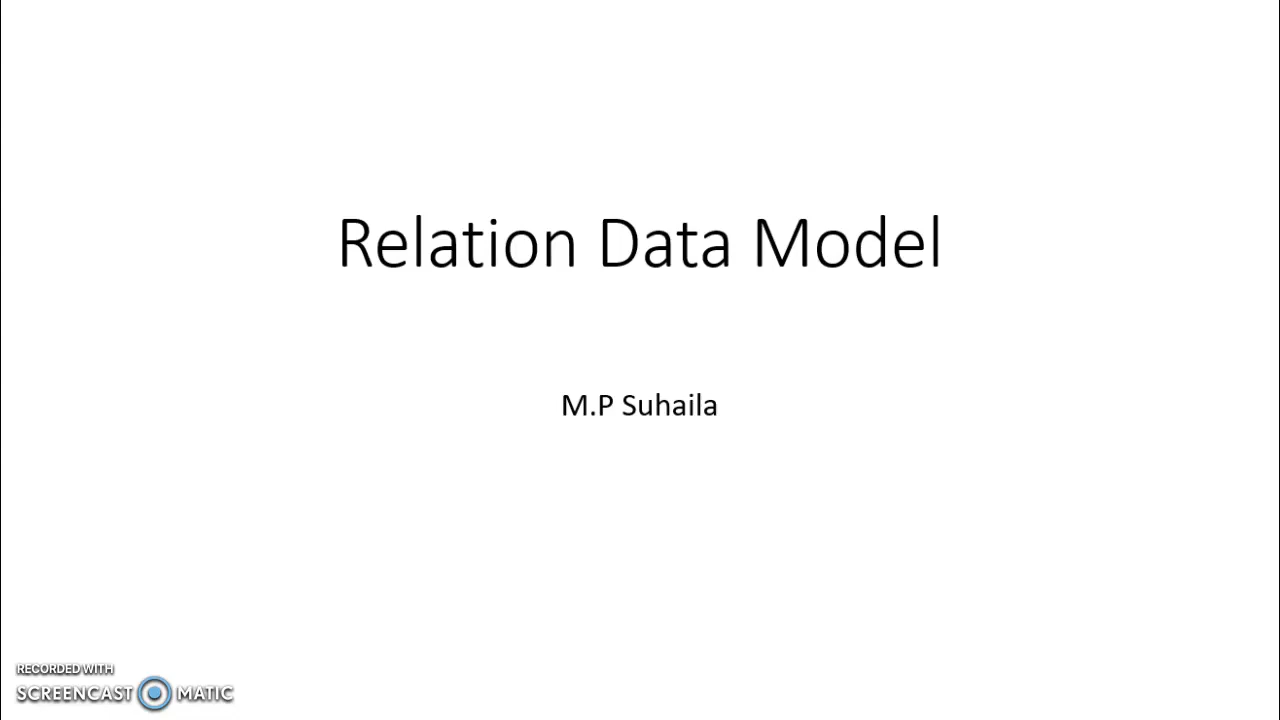 Relation Data Model
M.P Suhaila
RECORDED WITH
SCREENCAST MATIC